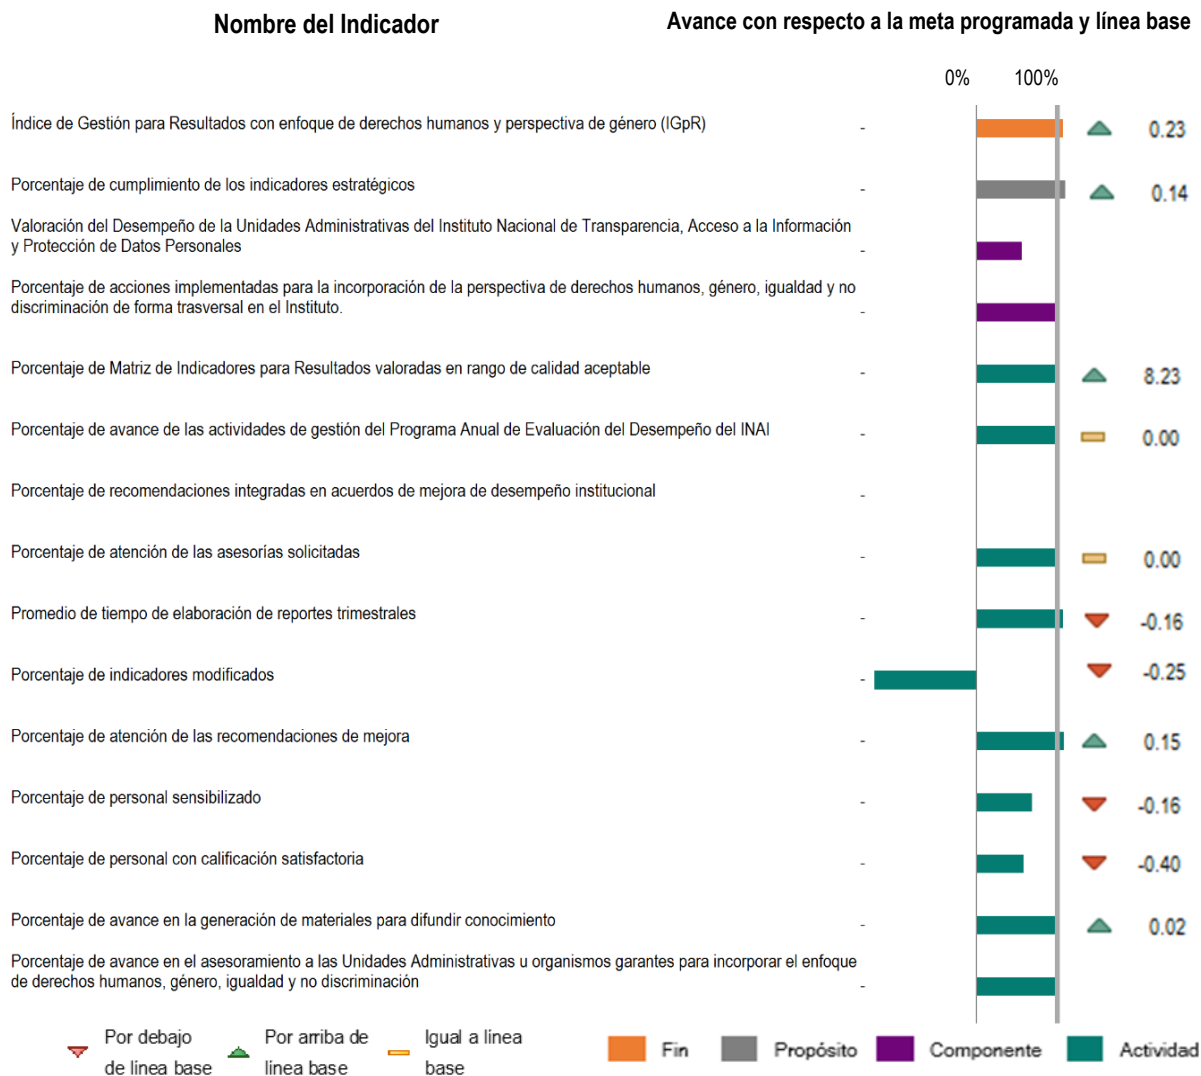 Nombre del Indicador
Avance con respecto a la meta programada y línea base
0%
100%
Índice de Gestión para Resultados con enfoque de derechos humanos y perspectiva de género (IGpR)
0.23
Porcentaje de cumplimiento de los indicadores estratégicos
0.14
Valoración del Desempeño de la Unidades Administrativas del Instituto Nacional de Transparencia, Acceso a la Información
y Protección de Datos Personales
Porcentaje de acciones implementadas para la incorporación de la perspectiva de derechos humanos, género, igualdad y no
discriminación de forma trasversal en el Instituto.
Porcentaje de Matriz de Indicadores para Resultados valoradas en rango de calidad aceptable
8.23
Porcentaje de avance de las actividades de gestión del Programa Anual de Evaluación del Desempeño del INAI
0.00
Porcentaje de recomendaciones integradas en acuerdos de mejora de desempeño institucional
Porcentaje de atención de las asesorías solicitadas
0.00
Promedio de tiempo de elaboración de reportes trimestrales
-0.16
Porcentaje de indicadores modificados
-0.25
Porcentaje de atención de las recomendaciones de mejora
0.15
Porcentaje de personal sensibilizado
-0.16
Porcentaje de personal con calificación satisfactoria
-0.40
Porcentaje de avance en la generación de materiales para difundir conocimiento
0.02
Porcentaje de avance en el asesoramiento a las Unidades Administrativas u organismos garantes para incorporar el enfoque
de derechos humanos, género, igualdad y no discriminación
Por debajo
de línea base
Por arriba de
línea base
Igual a línea
base
Fin
Propósito
Componente
Actividad